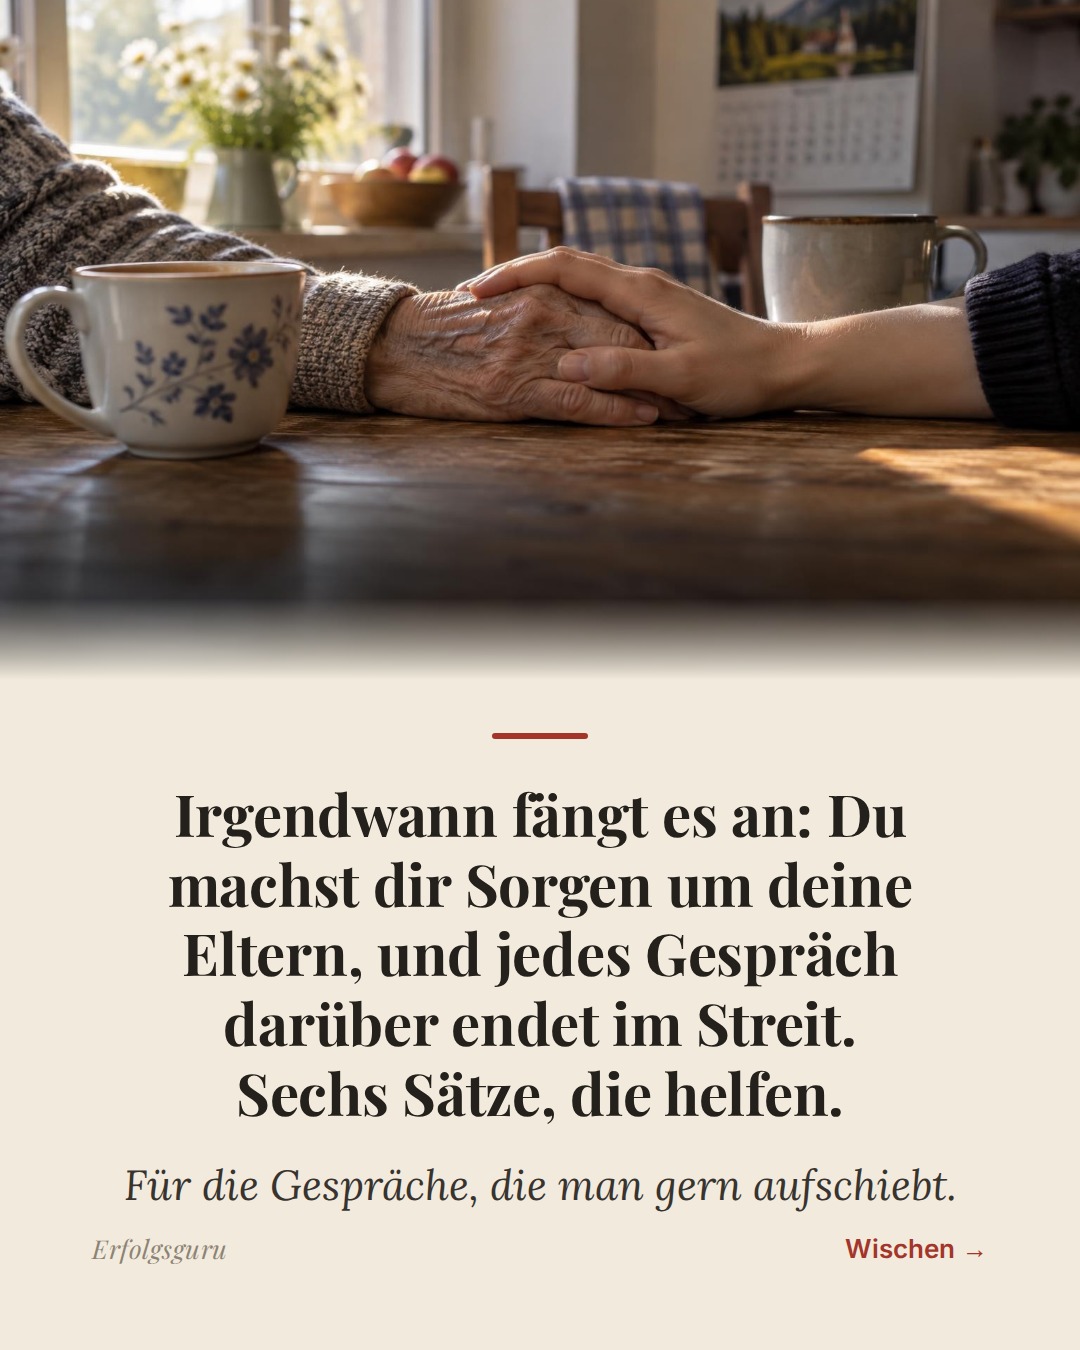 Irgendwann fängt es an: Du
machst dir Sorgen um deine
Eltern, und jedes Gespräch
darüber endet im Streit.
Sechs Sätze, die helfen.
Für die Gespräche, die man gern aufschiebt.
Erfolgsguru
Wischen →